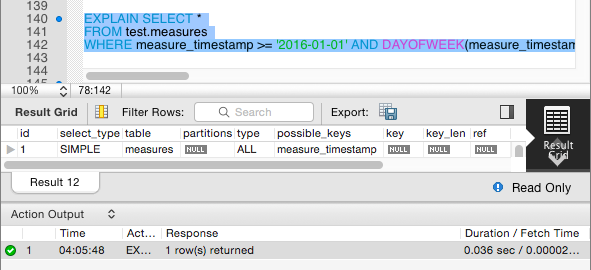 139
140 EXPLAIN SELECT *
141 FROM test.measures
142 WHERE measure_timestamp >= '2016-01-01' AND DAYOFWEEK(measure_timestam
143
144
145
100% 78:142
Result Grid Filter Rows: Search Export:
id select_type table partitions type possible_keys key key_len ref
1 SIMPLE measures NULL ALL measure_timestamp NULL NULL NULL
Result
Grid
Result 12
Read Only
Action Output
Time Act... Response Duration / Fetch Time
1 04:05:48 EX... 1 row(s) returned 0.036 sec / 0.00002...